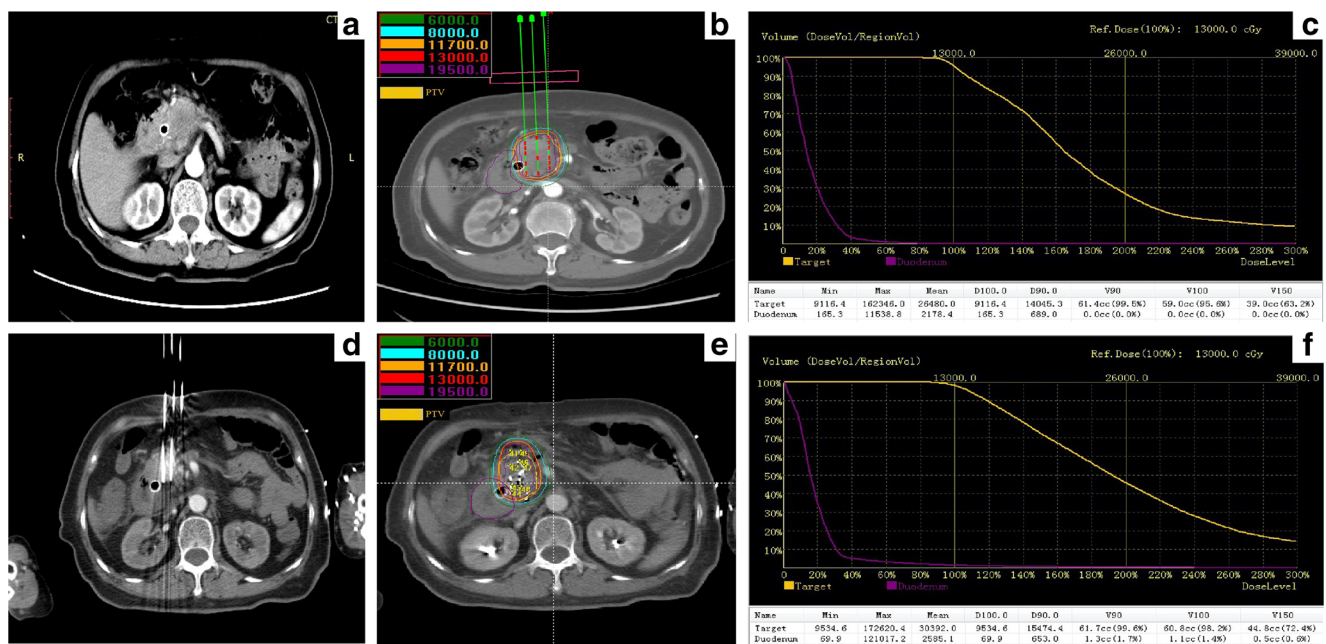 CT
a
R
L
6000.0
8000.0
11700.0
13000.0
19500.0
PTV
b
Volume (DoseVol/RegionVol)
Ref.Dose(100%): 13000.0 cGy
c
13000.0 26000.0 39000.0
100%
90%
80%
70%
60%
50%
40%
30%
20%
10%
0 20% 40% 60% 80% 100% 120% 140% 160% 180% 200% 220% 240% 260% 280% 300%
Target Duodenum DoseLevel
Name Min Max Mean D100.0 D90.0 V90 V100 V150
Target 9116.4 162346.0 26480.0 9116.4 14045.3 61.4cc(99.5%) 59.0cc(95.6%) 39.0cc(63.2%)
Duodenum 165.3 11538.8 2178.4 165.3 689.0 0.0cc(0.0%) 0.0cc(0.0%) 0.0cc(0.0%)
d
6000.0
8000.0
11700.0
13000.0
19500.0
PTV
e
Volume (DoseVol/RegionVol)
Ref.Dose(100%): 13000.0 cGy
f
13000.0 26000.0 39000.0
100%
90%
80%
70%
60%
50%
40%
30%
20%
10%
0 20% 40% 60% 80% 100% 120% 140% 160% 180% 200% 220% 240% 260% 280% 300%
Target Duodenum DoseLevel
Name Min Max Mean D100.0 D90.0 V90 V100 V150
Target 9534.6 172620.4 30392.0 9534.6 15474.4 61.7cc(99.6%) 60.8cc(98.2%) 44.8cc(72.4%)
Duodenum 69.9 121017.2 2585.1 69.9 653.0 1.3cc(1.7%) 1.1cc(1.4%) 0.5cc(0.6%)